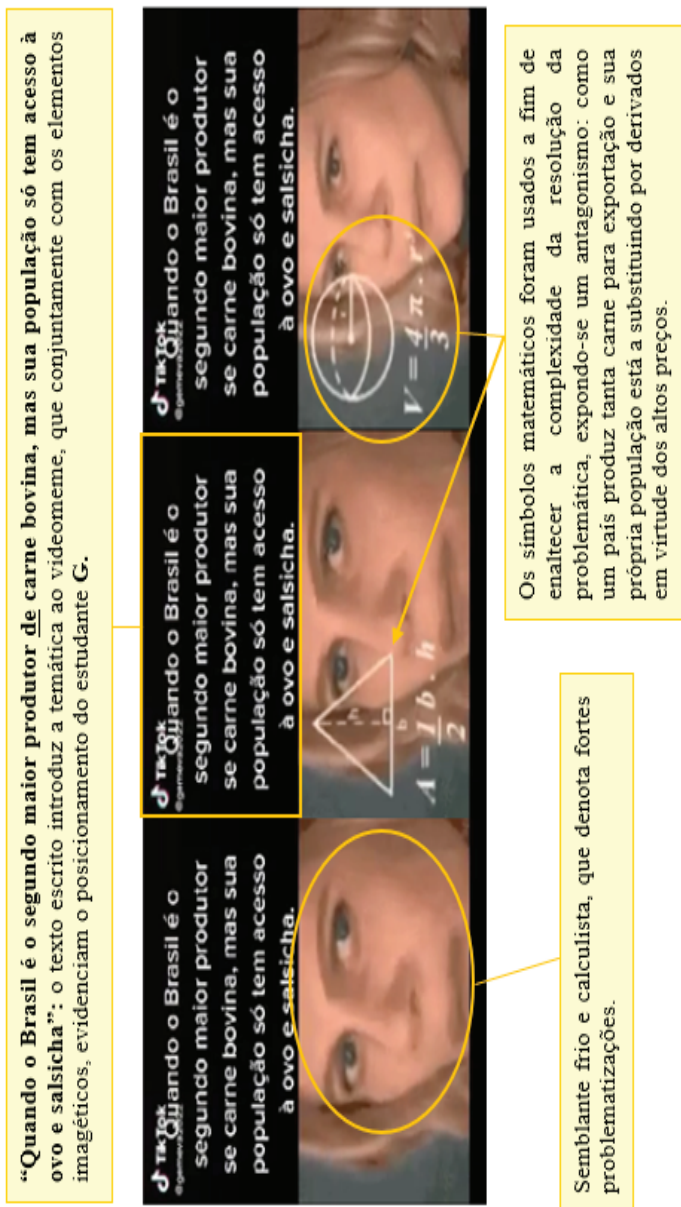 “Quando o Brasil é o segundo maior produtor de carne bovina, mas sua população só tem acesso à
ovo e salsicha”: o texto escrito introduz a temática ao videomeme, que conjuntamente com os elementos
imagéticos, evidenciam o posicionamento do estudante G.
TikTok
Quando o Brasil é o
segundo maior produtor
se carne bovina, mas sua
população só tem acesso
à ovo e salsicha.
TikTok
Quando o Brasil é o
segundo maior produtor
se carne bovina, mas sua
população só tem acesso
à ovo e salsicha.
A = 1 b . h
2
h
b
TikTok
Quando o Brasil é o
segundo maior produtor
se carne bovina, mas sua
população só tem acesso
à ovo e salsicha.
V = 4 π . r
3
Semblante frio e calculista, que denota fortes
problematizações.
Os símbolos matemáticos foram usados a fim de
enaltecer a complexidade da resolução da
problemática, expondo-se um antagonismo: como
um país produz tanta carne para exportação e sua
própria população está a substituindo por derivados
em virtude dos altos preços.